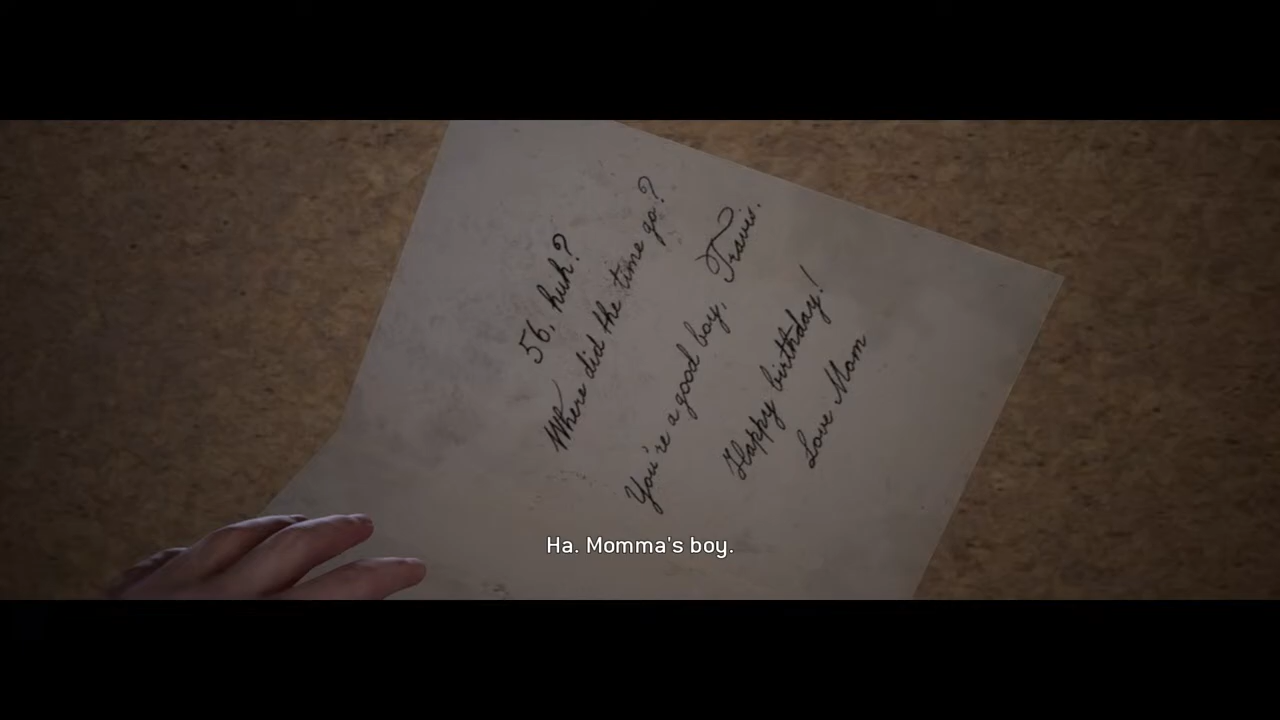 56, huh?
Where did the time go?
You're a good boy, Travis.
Happy birthday!
Love Mom
Ha. Momma's boy.